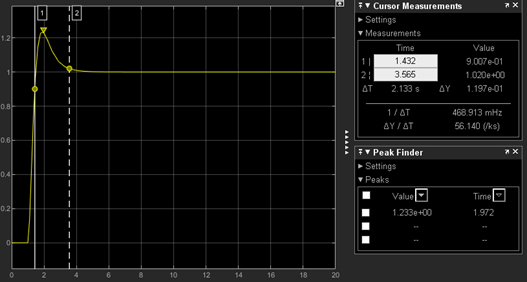 1
2
1.2
1
0.8
0.6
0.4
0.2
0
0 2 4 6 8 10 12 14 16 18 20
Cursor Measurements
Settings
Measurements
Time Value
1 | 1.432 9.007e-01
2 ¦ 3.565 1.020e+00
ΔT 2.133 s ΔY 1.197e-01
1 / ΔT 468.913 mHz
ΔY / ΔT 56.140 (/ks)
Peak Finder
Settings
Peaks
Value Time
1.233e+00 1.972
-- --
-- --